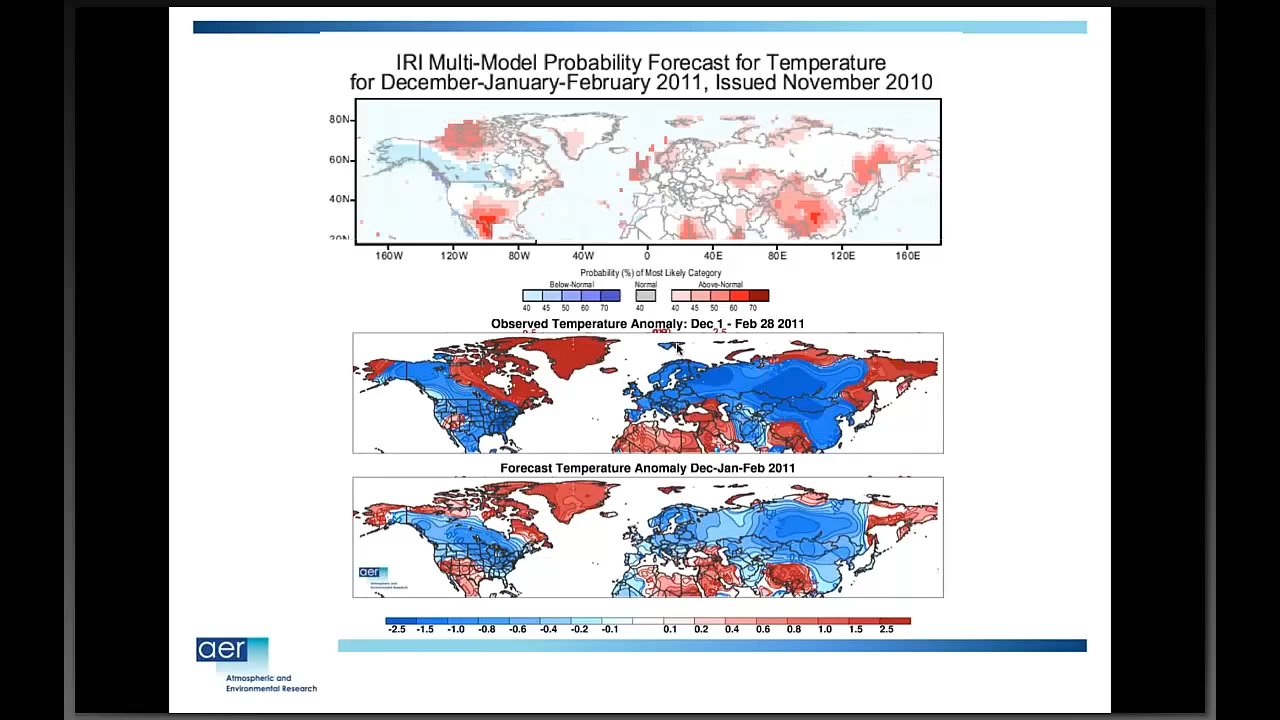 IRI Multi-Model Probability Forecast for Temperature
for December-January-February 2011, Issued November 2010
80N
60N
40N
20N
160W 120W 80W 40W 0 40E 80E 120E 160E
Probability (%) of Most Likely Category
Below-Normal Normal Above-Normal
40 45 50 60 70 40 40 45 50 60 70
Observed Temperature Anomaly: Dec 1 - Feb 28 2011
Forecast Temperature Anomaly Dec-Jan-Feb 2011
aer
Atmospheric and
Environmental Research
-2.5 -1.5 -1.0 -0.8 -0.6 -0.4 -0.2 -0.1 0.1 0.2 0.4 0.6 0.8 1.0 1.5 2.5
aer
Atmospheric and
Environmental Research